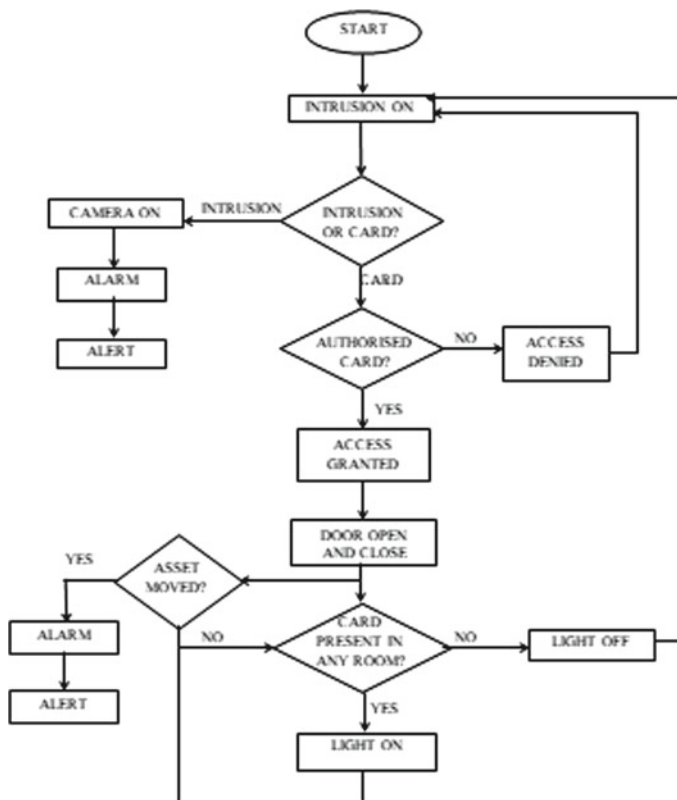 START
INTRUSION ON
INTRUSION
OR CARD?
INTRUSION
CAMERA ON
ALARM
ALERT
CARD
AUTHORISED
CARD?
NO
ACCESS
DENIED
YES
ACCESS
GRANTED
DOOR OPEN
AND CLOSE
ASSET
MOVED?
YES
ALARM
ALERT
NO
CARD
PRESENT IN
ANY ROOM?
NO
LIGHT OFF
YES
LIGHT ON